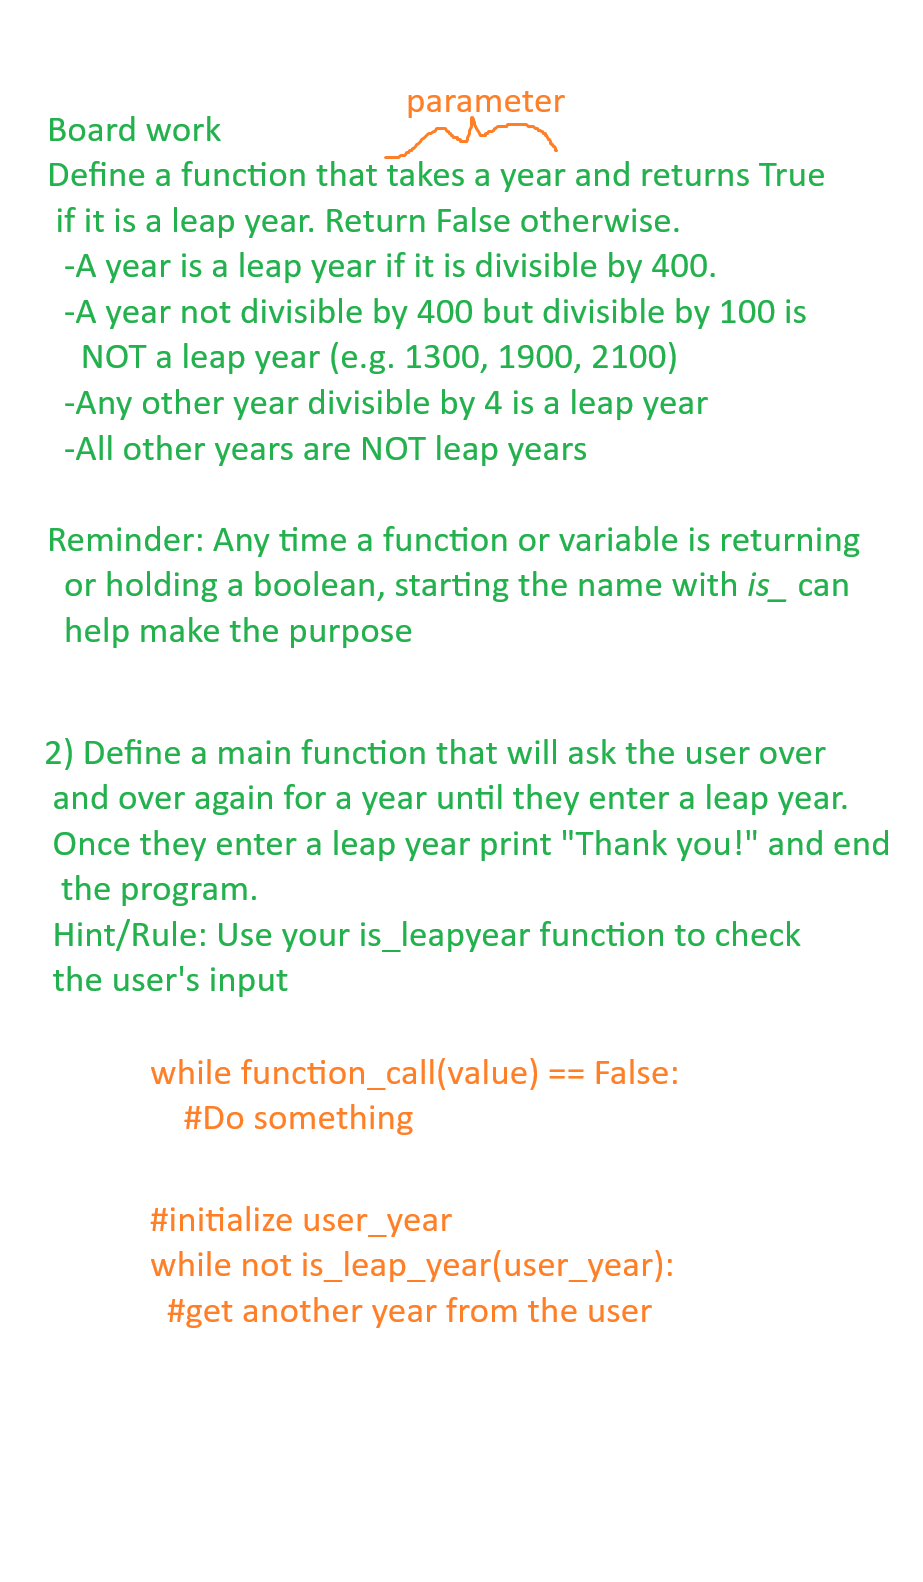 parameter
Board work
Define a function that takes a year and returns True
if it is a leap year. Return False otherwise.
-A year is a leap year if it is divisible by 400.
-A year not divisible by 400 but divisible by 100 is
NOT a leap year (e.g. 1300, 1900, 2100)
-Any other year divisible by 4 is a leap year
-All other years are NOT leap years
Reminder: Any time a function or variable is returning
or holding a boolean, starting the name with is_ can
help make the purpose
2) Define a main function that will ask the user over
and over again for a year until they enter a leap year.
Once they enter a leap year print "Thank you!" and end
the program.
Hint/Rule: Use your is_leapyear function to check
the user's input
while function_call(value) == False:
#Do something
#initialize user_year
while not is_leap_year(user_year):
#get another year from the user